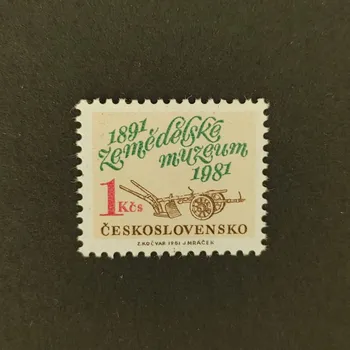 1891
zemědělské
muzeum
1981
1 Kčs
ČESKOSLOVENSKO
Z.KOČVAR 1981 J.MRÁČEK